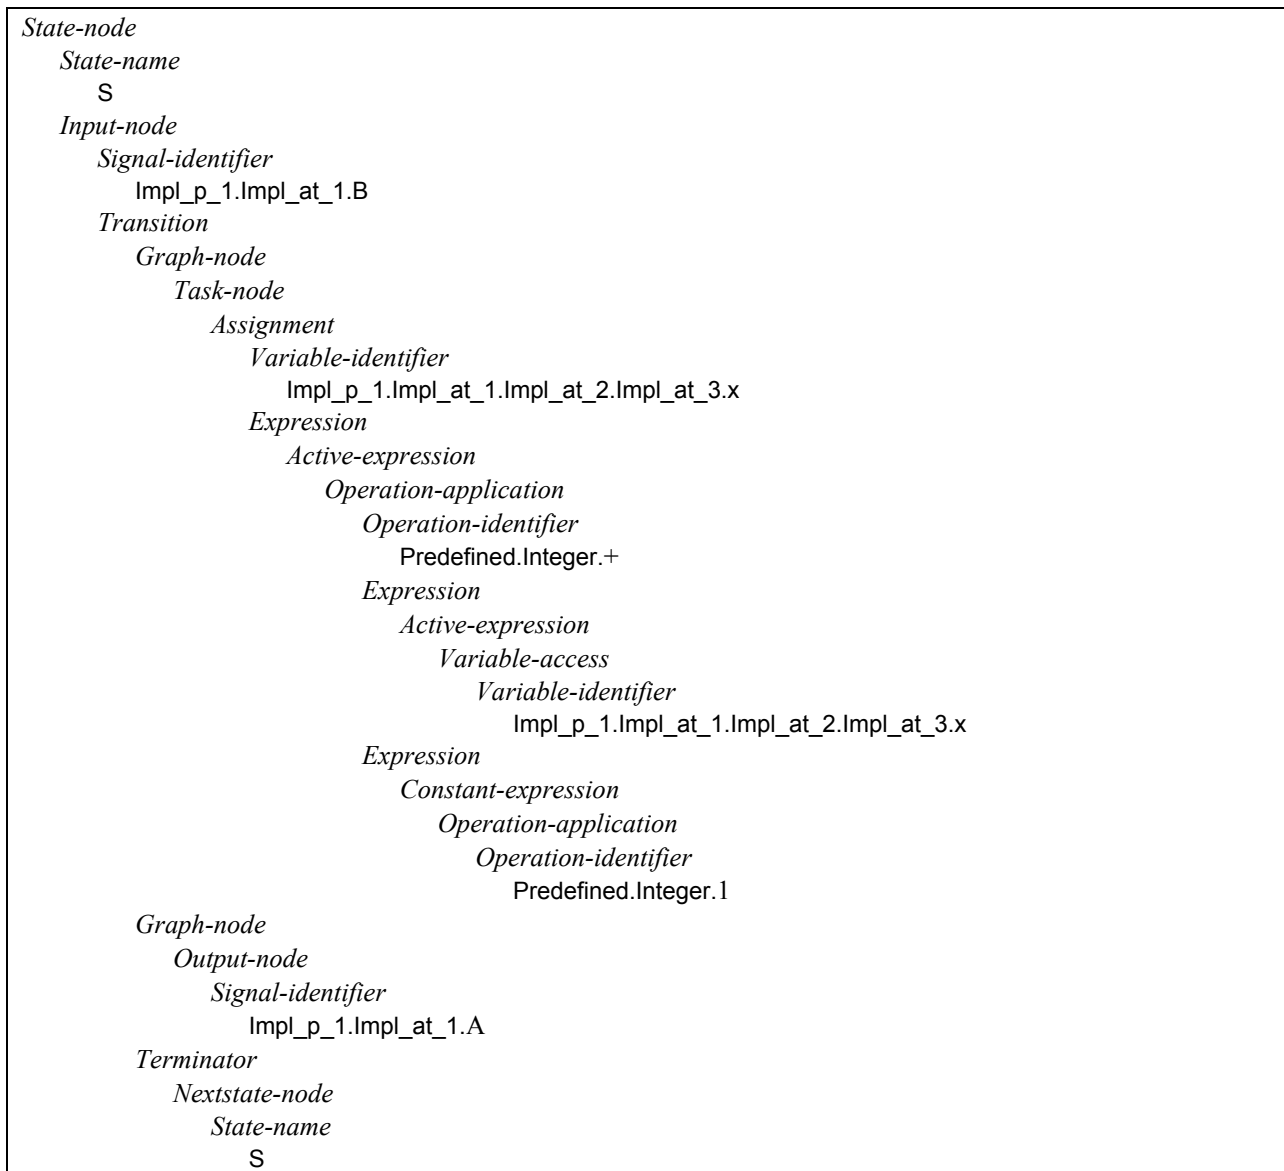 State-node
State-name
S
Input-node
Signal-identifier
Impl_p_1.Impl_at_1.B
Transition
Graph-node
Task-node
Assignment
Variable-identifier
Impl_p_1.Impl_at_1.Impl_at_2.Impl_at_3.x
Expression
Active-expression
Operation-application
Operation-identifier
Predefined.Integer.+
Expression
Active-expression
Variable-access
Variable-identifier
Impl_p_1.Impl_at_1.Impl_at_2.Impl_at_3.x
Expression
Constant-expression
Operation-application
Operation-identifier
Predefined.Integer.1
Graph-node
Output-node
Signal-identifier
Impl_p_1.Impl_at_1.A
Terminator
Nextstate-node
State-name
S